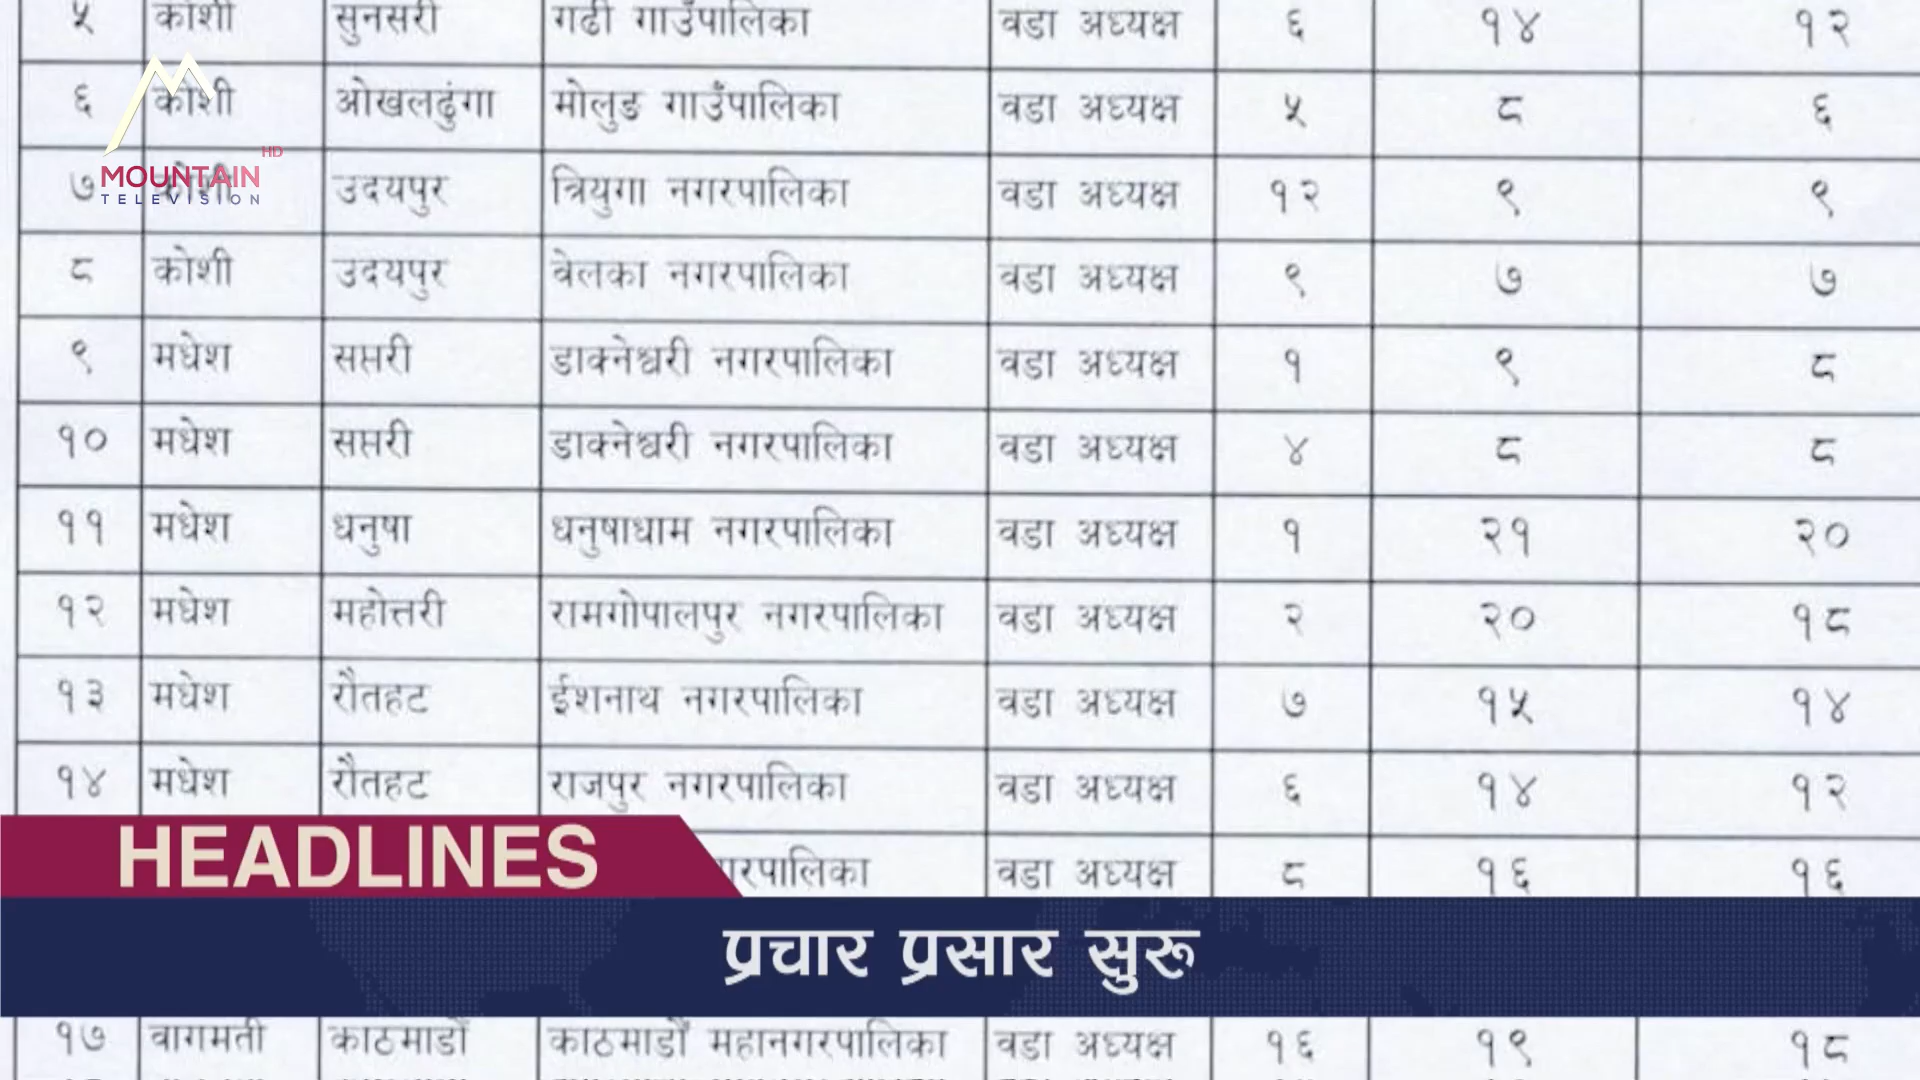 ५ कोशी सुनसरी गढी गाउँपालिका वडा अध्यक्ष ६ १४ १२
६ कोशी ओखलढुंगा मोलुङ गाउँपालिका वडा अध्यक्ष ५ ८ ६
HD
MOUNTAIN
TELEVISION
७ कोशी उदयपुर त्रियुगा नगरपालिका वडा अध्यक्ष १२ ९ ९
८ कोशी उदयपुर वेलका नगरपालिका वडा अध्यक्ष ९ ७ ७
९ मधेश सप्तरी डाक्नेश्वरी नगरपालिका वडा अध्यक्ष १ ९ ८
१० मधेश सप्तरी डाक्नेश्वरी नगरपालिका वडा अध्यक्ष ४ ८ ८
११ मधेश धनुषा धनुषाधाम नगरपालिका वडा अध्यक्ष १ २१ २०
१२ मधेश महोत्तरी रामगोपालपुर नगरपालिका वडा अध्यक्ष २ २० १८
१३ मधेश रौतहट ईशनाथ नगरपालिका वडा अध्यक्ष ७ १५ १४
१४ मधेश रौतहट राजपुर नगरपालिका वडा अध्यक्ष ६ १४ १२
गरपालिका वडा अध्यक्ष ८ १६ १६
HEADLINES
प्रचार प्रसार सुरू
१७ वागमती काठमाडौं काठमाडौं महानगरपालिका वडा अध्यक्ष १६ १९ १८